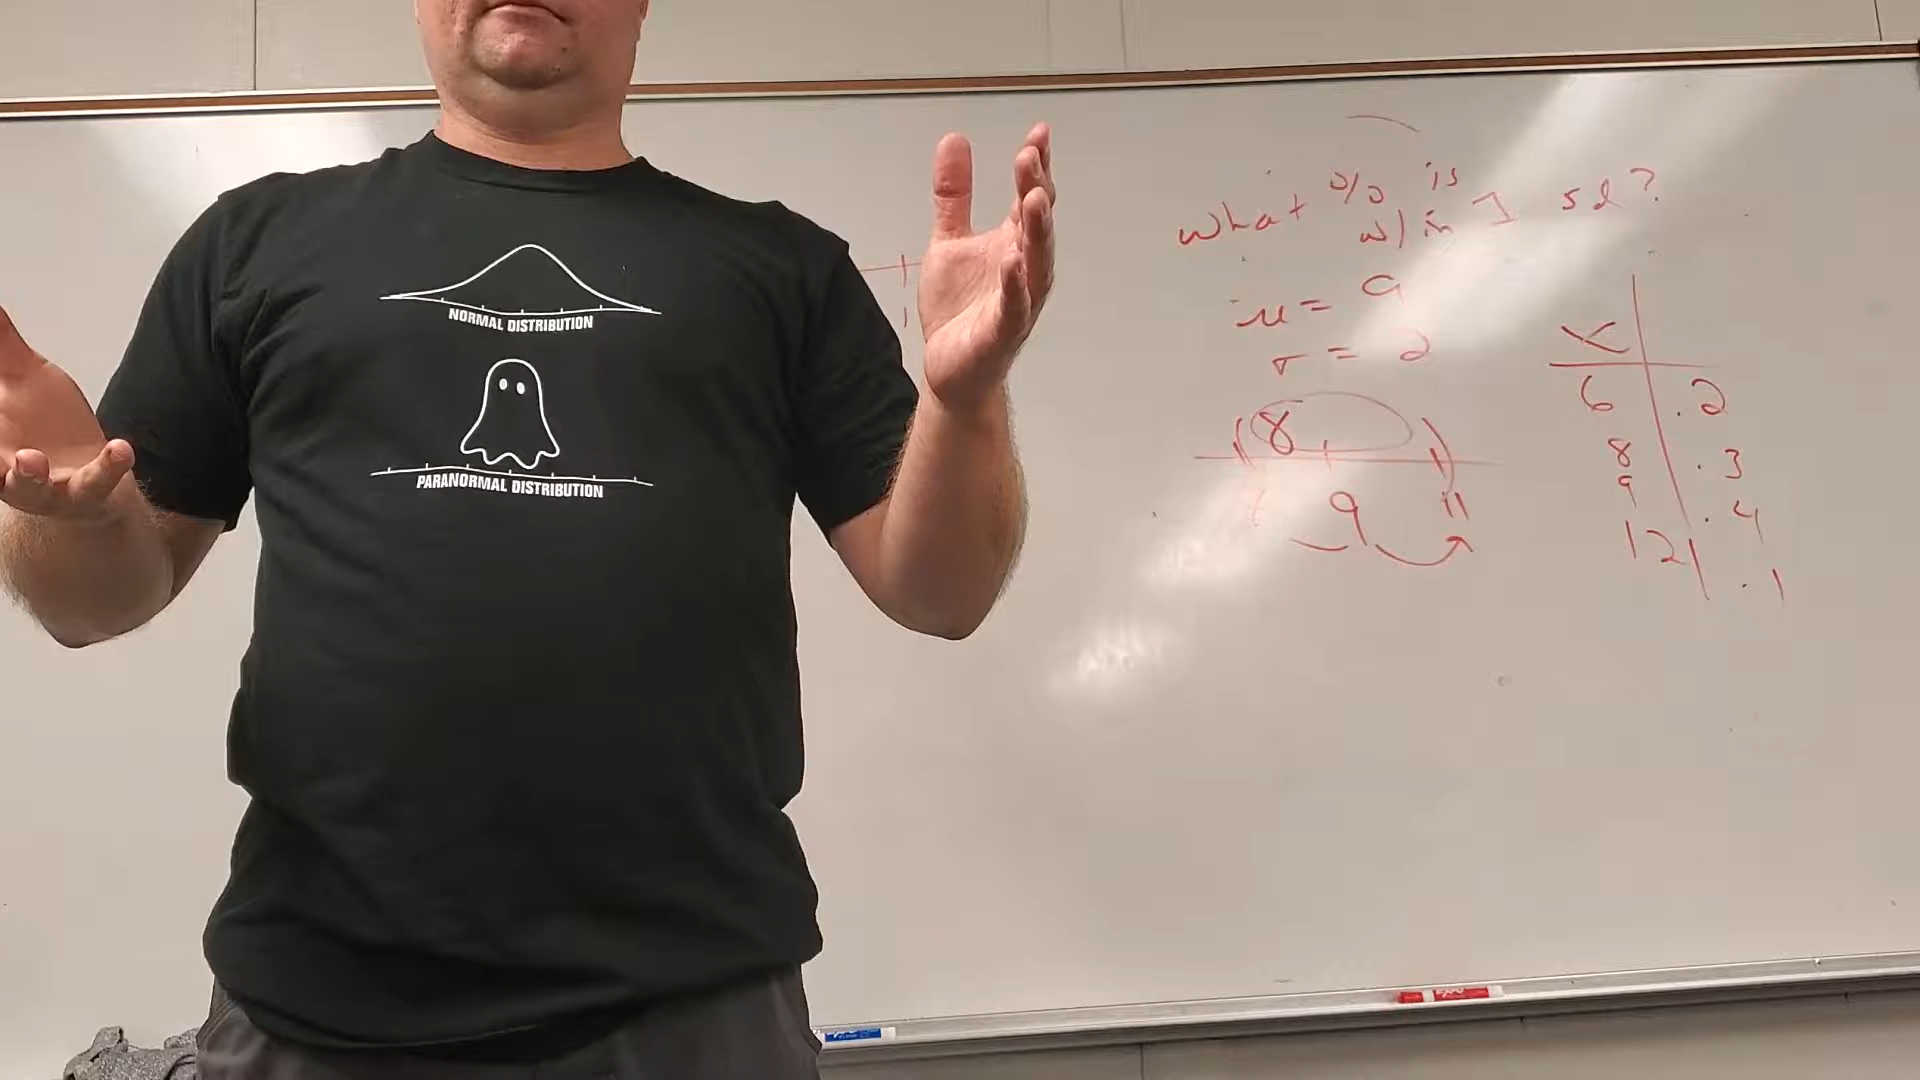 NORMAL DISTRIBUTION
PARANORMAL DISTRIBUTION
what % is
w/in 1 sd?
μ = 9
σ = 2
8
7 9 11
x
6 .2
8 .3
9 .4
12 .1